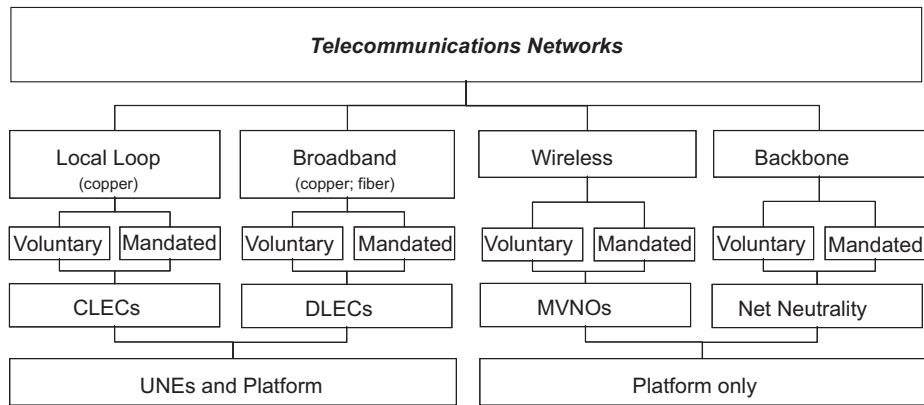 Telecommunications Networks
Local Loop
(copper)
Broadband
(copper; fiber)
Wireless
Backbone
Voluntary
Mandated
Voluntary
Mandated
Voluntary
Mandated
Voluntary
Mandated
CLECs
DLECs
MVNOs
Net Neutrality
UNEs and Platform
Platform only